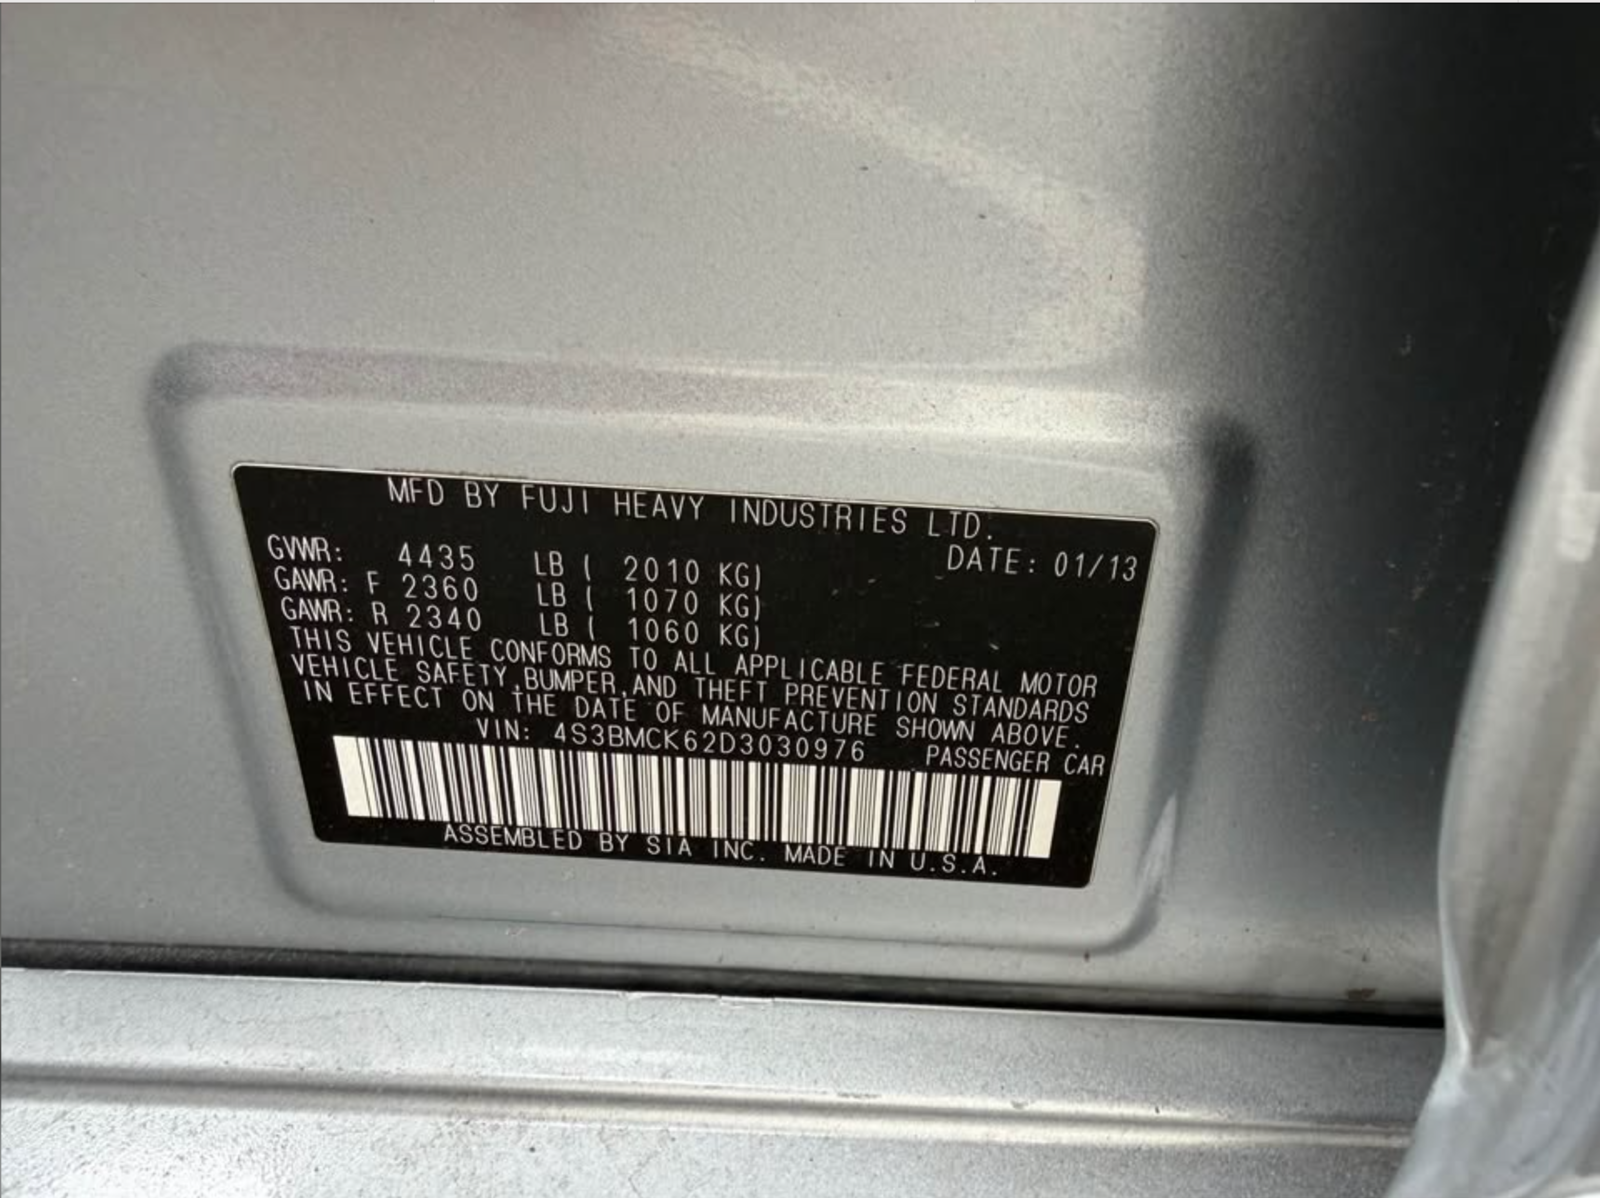 MFD BY FUJI HEAVY INDUSTRIES LTD.
DATE: 01/13
GVWR: 4435 LB ( 2010 KG)
GAWR: F 2360 LB ( 1070 KG)
GAWR: R 2340 LB ( 1060 KG)
THIS VEHICLE CONFORMS TO ALL APPLICABLE FEDERAL MOTOR
VEHICLE SAFETY,BUMPER,AND THEFT PREVENTION STANDARDS
IN EFFECT ON THE DATE OF MANUFACTURE SHOWN ABOVE.
VIN: 4S3BMCK62D3030976 PASSENGER CAR
ASSEMBLED BY SIA INC. MADE IN U.S.A.